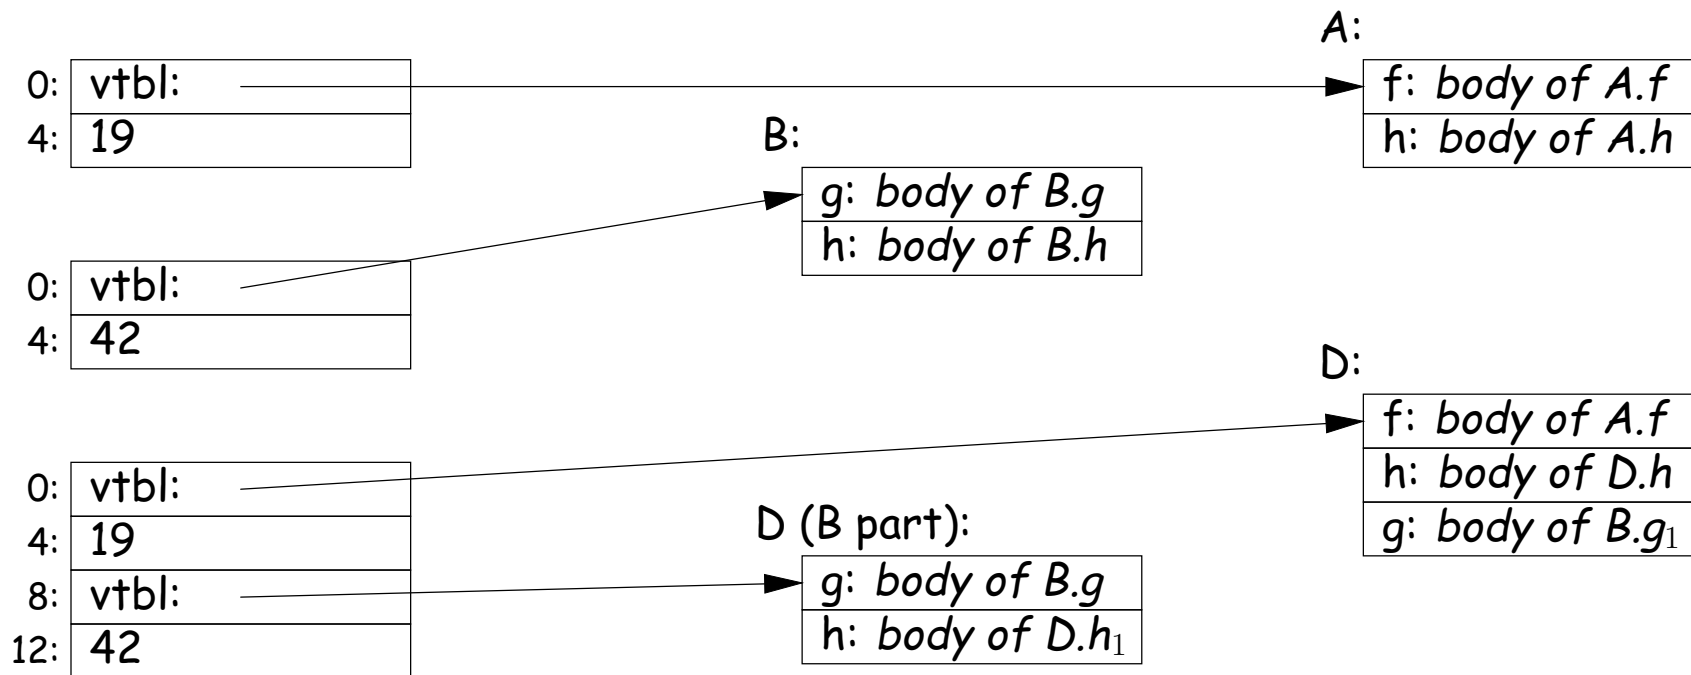 A:
0: vtbl: f: body of A.f
4: 19 B: h: body of A.h
g: body of B.g
h: body of B.h
0: vtbl:
4: 42
D:
f: body of A.f
0: vtbl: h: body of D.h
4: 19 D (B part): g: body of B.g₁
8: vtbl: g: body of B.g
12: 42 h: body of D.h₁